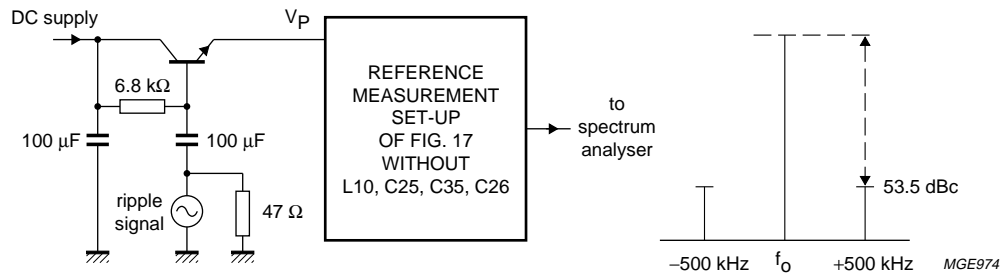 DC supply
V_P
6.8 kΩ
100 μF
100 μF
ripple
signal
47 Ω
REFERENCE
MEASUREMENT
SET-UP
OF FIG. 17
WITHOUT
L10, C25, C35, C26
to
spectrum
analyser
53.5 dBc
−500 kHz
f_o
+500 kHz
MGE974